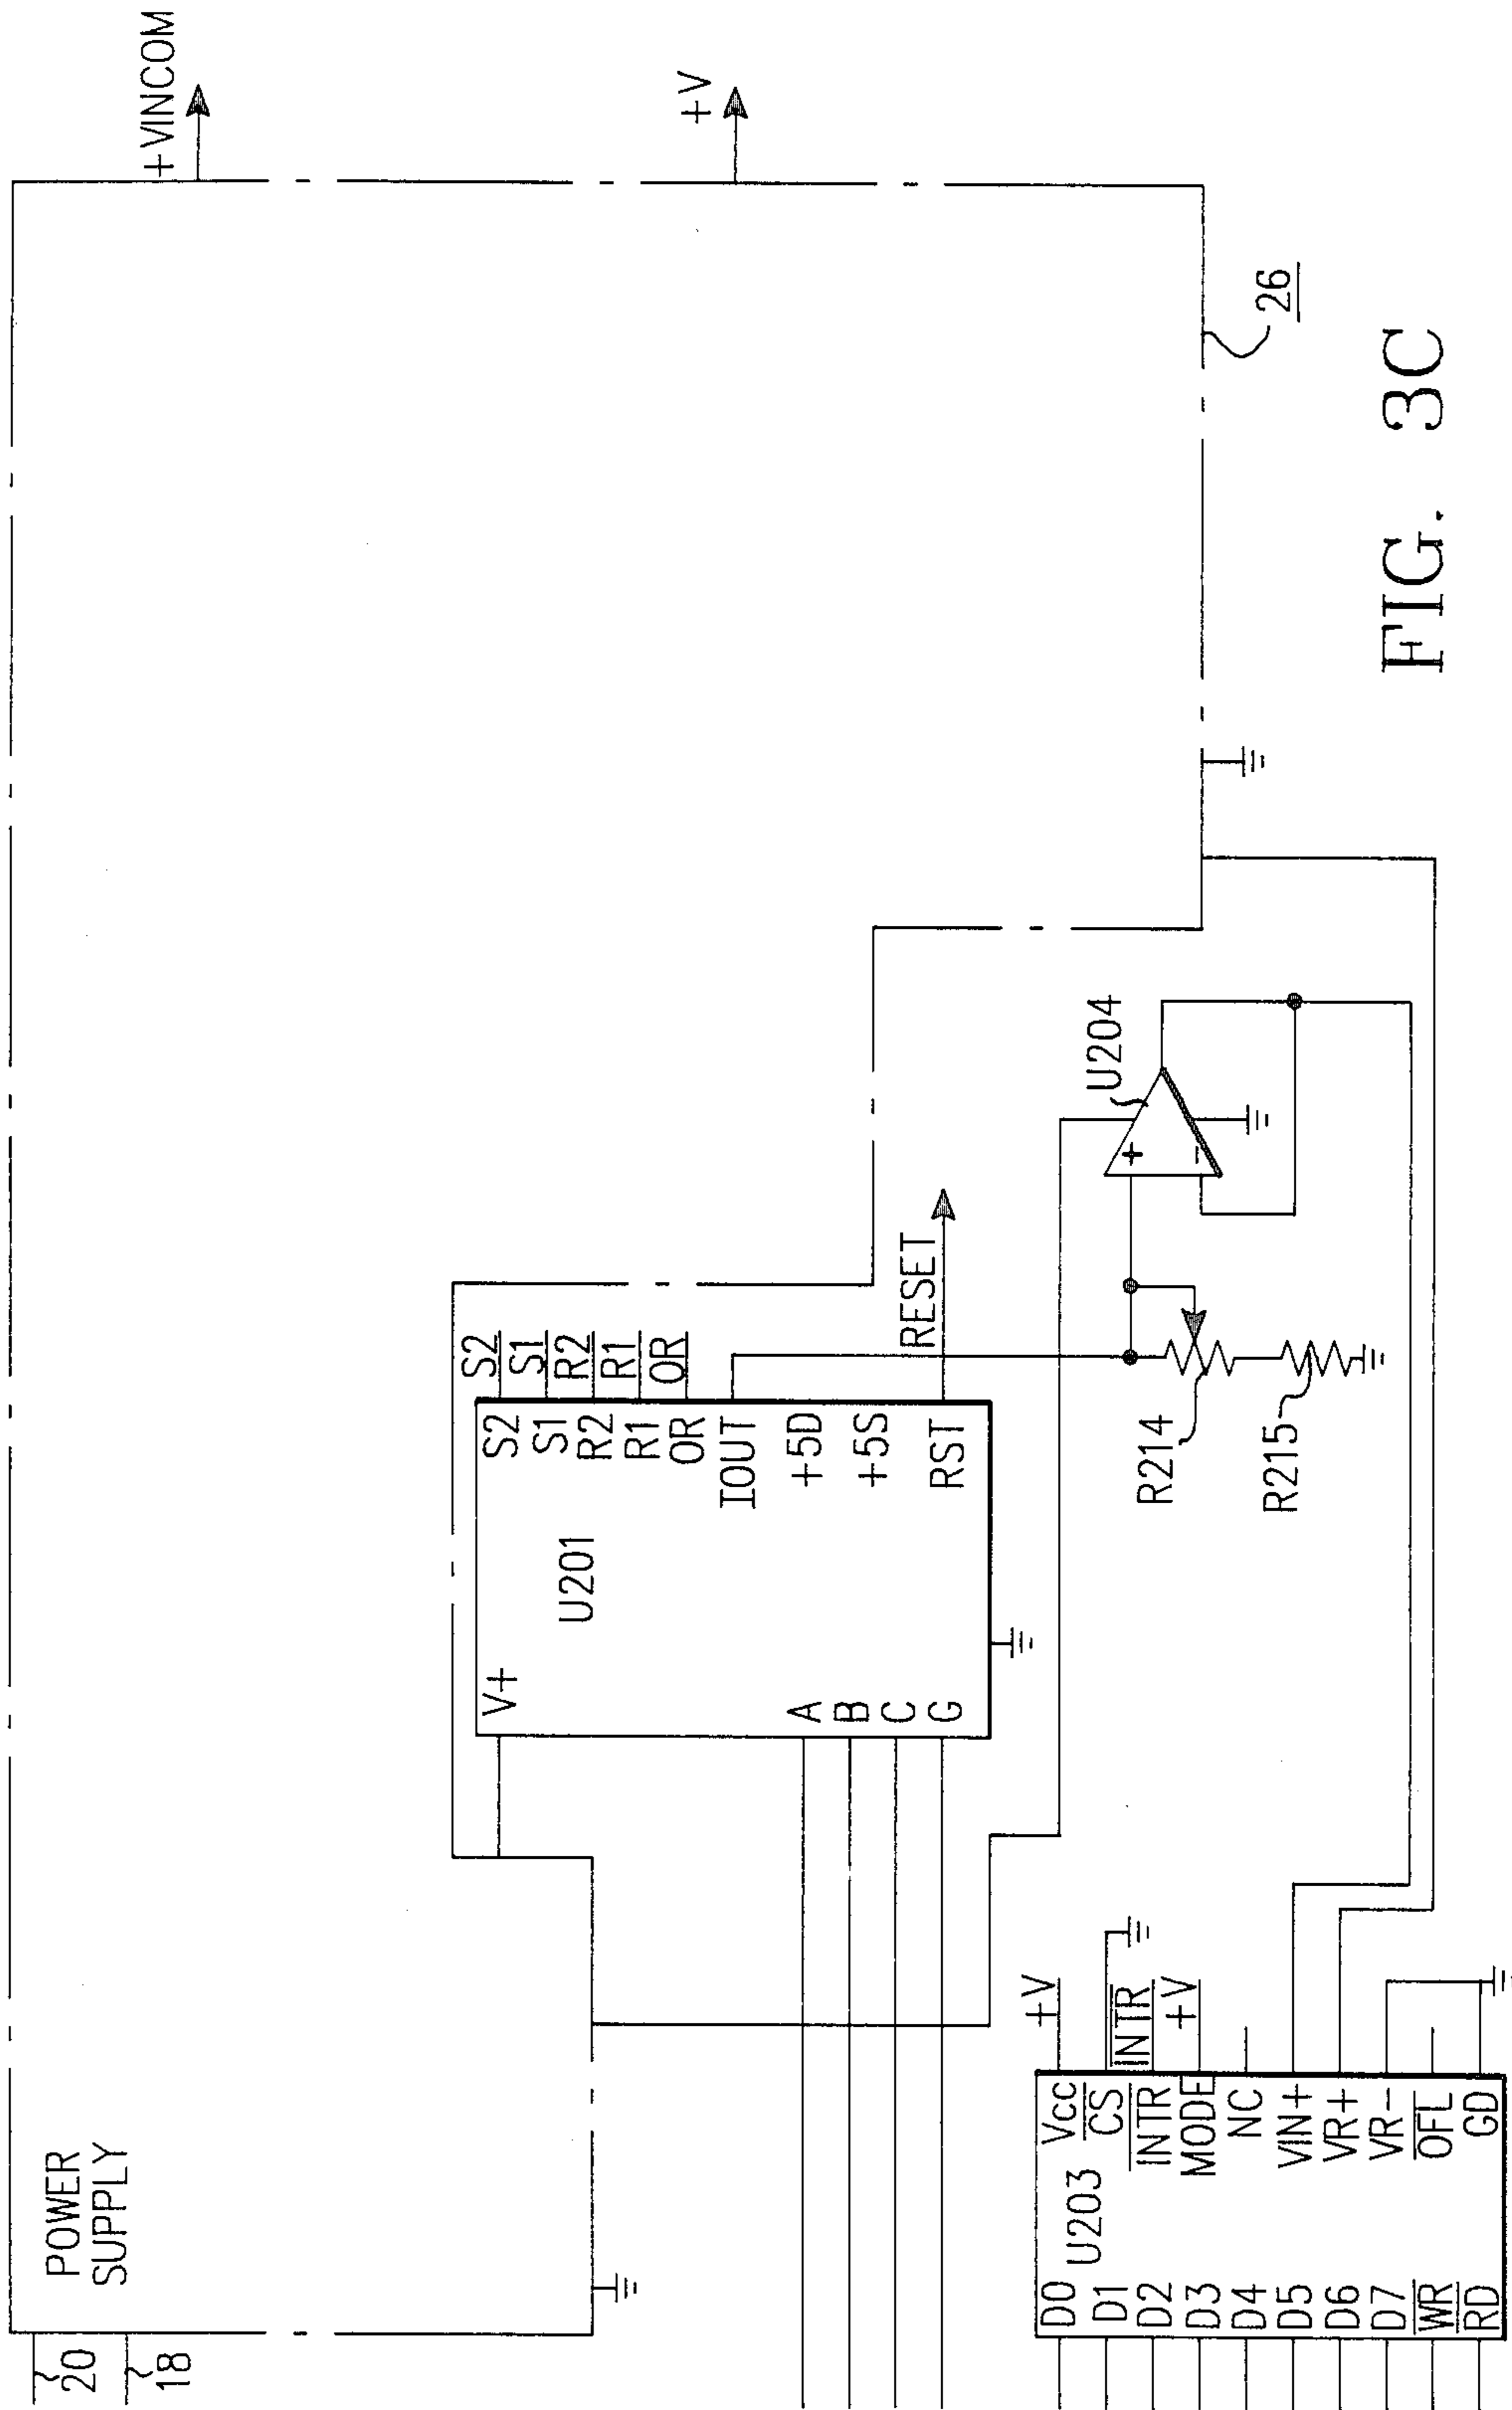 POWER
SUPPLY
20
18
+VINCOM
+V
26
U201
V+
A
B
C
G
S2
S1
R2
R1
OR
IOUT
+5D
+5S
RST
S2
S1
R2
R1
OR
RESET
U204
+
-
R214
R215
U203
D0
D1
D2
D3
D4
D5
D6
D7
WR
RD
Vcc
CS
INTR
MODE
NC
VIN+
VR+
VR-
OFL
GD
+V
INTR
+V
FIG. 3C